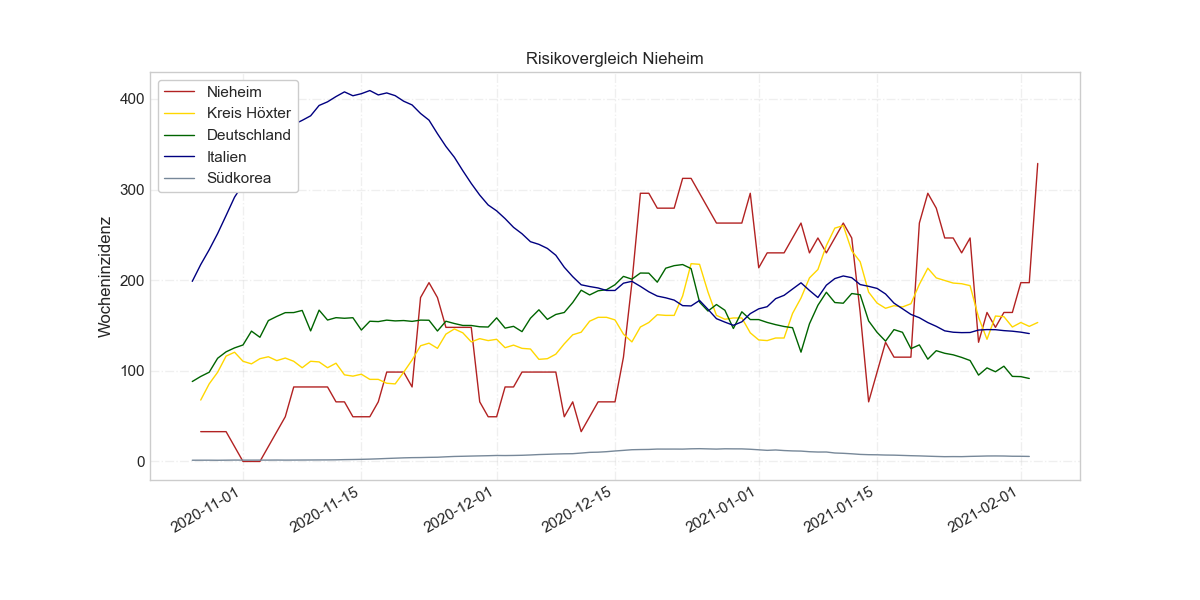 Risikovergleich Nieheim
Nieheim
Kreis Höxter
Deutschland
Italien
Südkorea
Wocheninzidenz
400
300
200
100
0
2020-11-01
2020-11-15
2020-12-01
2020-12-15
2021-01-01
2021-01-15
2021-02-01